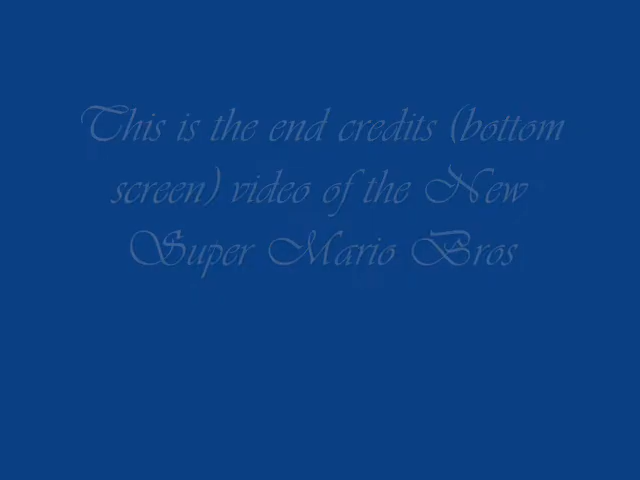 This is the end credits (bottom
screen) video of the New
Super Mario Bros